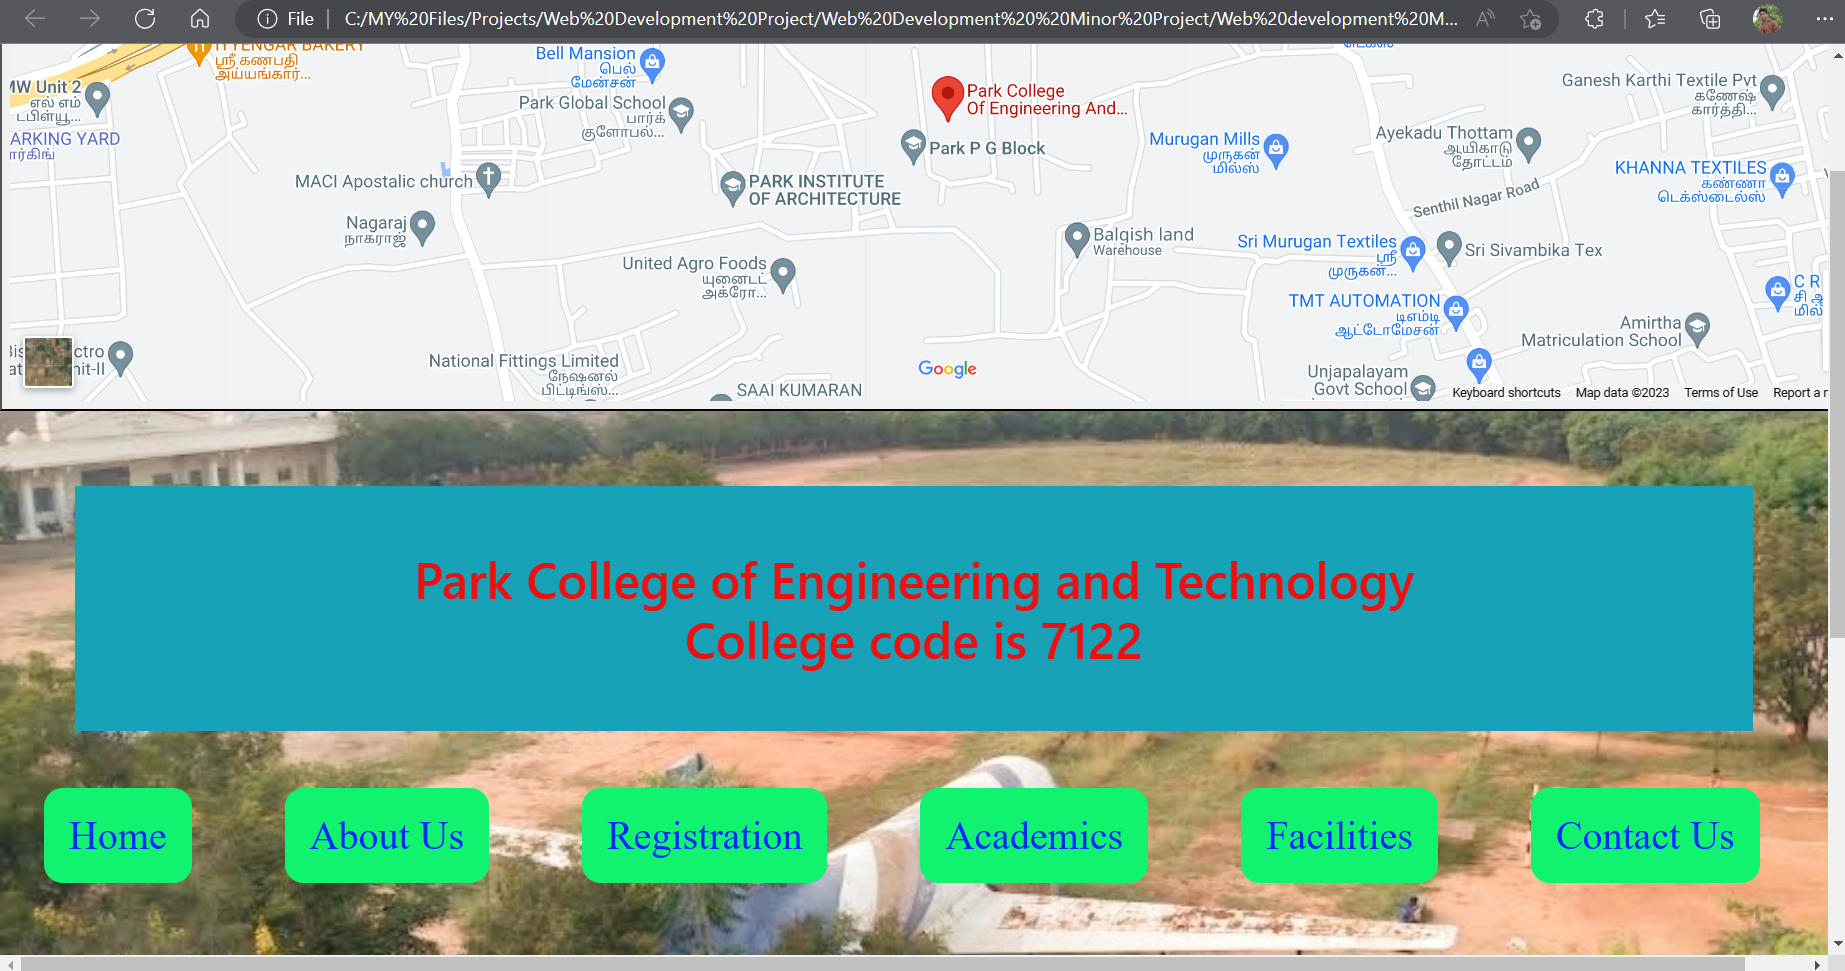 File
C:/MY%20Files/Projects/Web%20Development%20Project/Web%20Development%20%20Minor%20Project/Web%20development%20M...
IYYENGAR BAKERY
ஸ்ரீ கணபதி
அய்யங்கார்...
Bell Mansion
பெல்
மேன்சன்
டெக்ஸ்
MW Unit 2
எல் எம்
டபிள்யூ...
Park Global School
பார்க்
குளோபல்...
Park College
Of Engineering And...
Ganesh Karthi Textile Pvt
கணேஷ்
கார்த்தி...
ARKING YARD
ார்கிங்
Park P G Block
Murugan Mills
முருகன்
மில்ஸ்
Ayekadu Thottam
ஆயிகாடு
தோட்டம்
MACI Apostalic church
PARK INSTITUTE
OF ARCHITECTURE
KHANNA TEXTILES
கண்ணா
டெக்ஸ்டைல்ஸ்
Senthil Nagar Road
Nagaraj
நாகராஜ்
Balqish land
Warehouse
Sri Murugan Textiles
ஸ்ரீ
முருகன்...
Sri Sivambika Tex
United Agro Foods
யுனைடட்
அக்ரோ...
TMT AUTOMATION
டிஎம்டி
ஆட்டோமேசன்
C R
சி ஆ
மில்
Amirtha
Matriculation School
National Fittings Limited
நேஷனல்
பிட்டிங்ஸ்...
SAAI KUMARAN
Google
Unjapalayam
Govt School
Keyboard shortcuts Map data ©2023 Terms of Use Report a r
Park College of Engineering and Technology
College code is 7122
Home About Us Registration Academics Facilities Contact Us